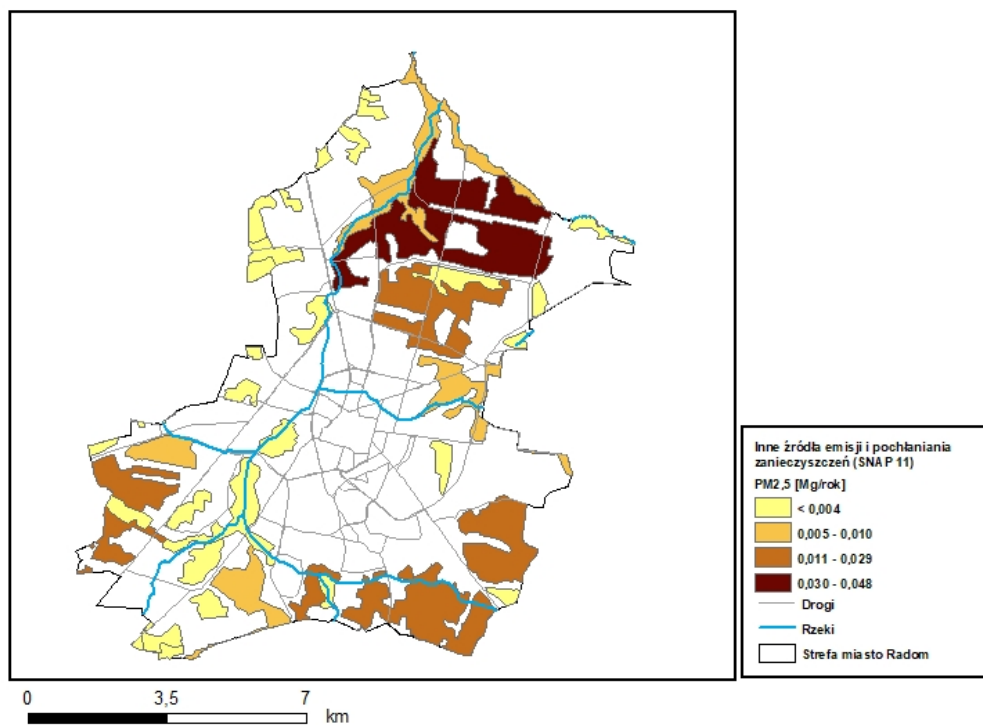 Inne źródła emisji i pochłaniania
zanieczyszczeń (SNAP 11)
PM2,5 [Mg/rok]
< 0,004
0,005 - 0,010
0,011 - 0,029
0,030 - 0,048
Drogi
Rzeki
Strefa miasto Radom
0 3,5 7
km